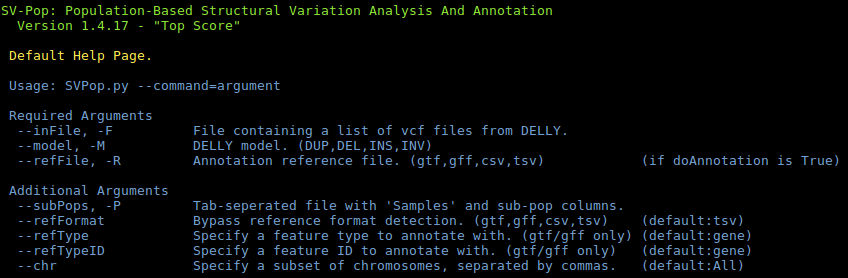 SV-Pop: Population-Based Structural Variation Analysis And Annotation
Version 1.4.17 - "Top Score"
Default Help Page.
Usage: SVPop.py --command=argument
Required Arguments
--inFile, -F File containing a list of vcf files from DELLY.
--model, -M DELLY model. (DUP,DEL,INS,INV)
--refFile, -R Annotation reference file. (gtf,gff,csv,tsv) (if doAnnotation is True)
Additional Arguments
--subPops, -P Tab-seperated file with 'Samples' and sub-pop columns.
--refFormat Bypass reference format detection. (gtf,gff,csv,tsv) (default:tsv)
--refType Specify a feature type to annotate with. (gtf/gff only) (default:gene)
--refTypeID Specify a feature ID to annotate with. (gtf/gff only) (default:gene)
--chr Specify a subset of chromosomes, separated by commas. (default:All)